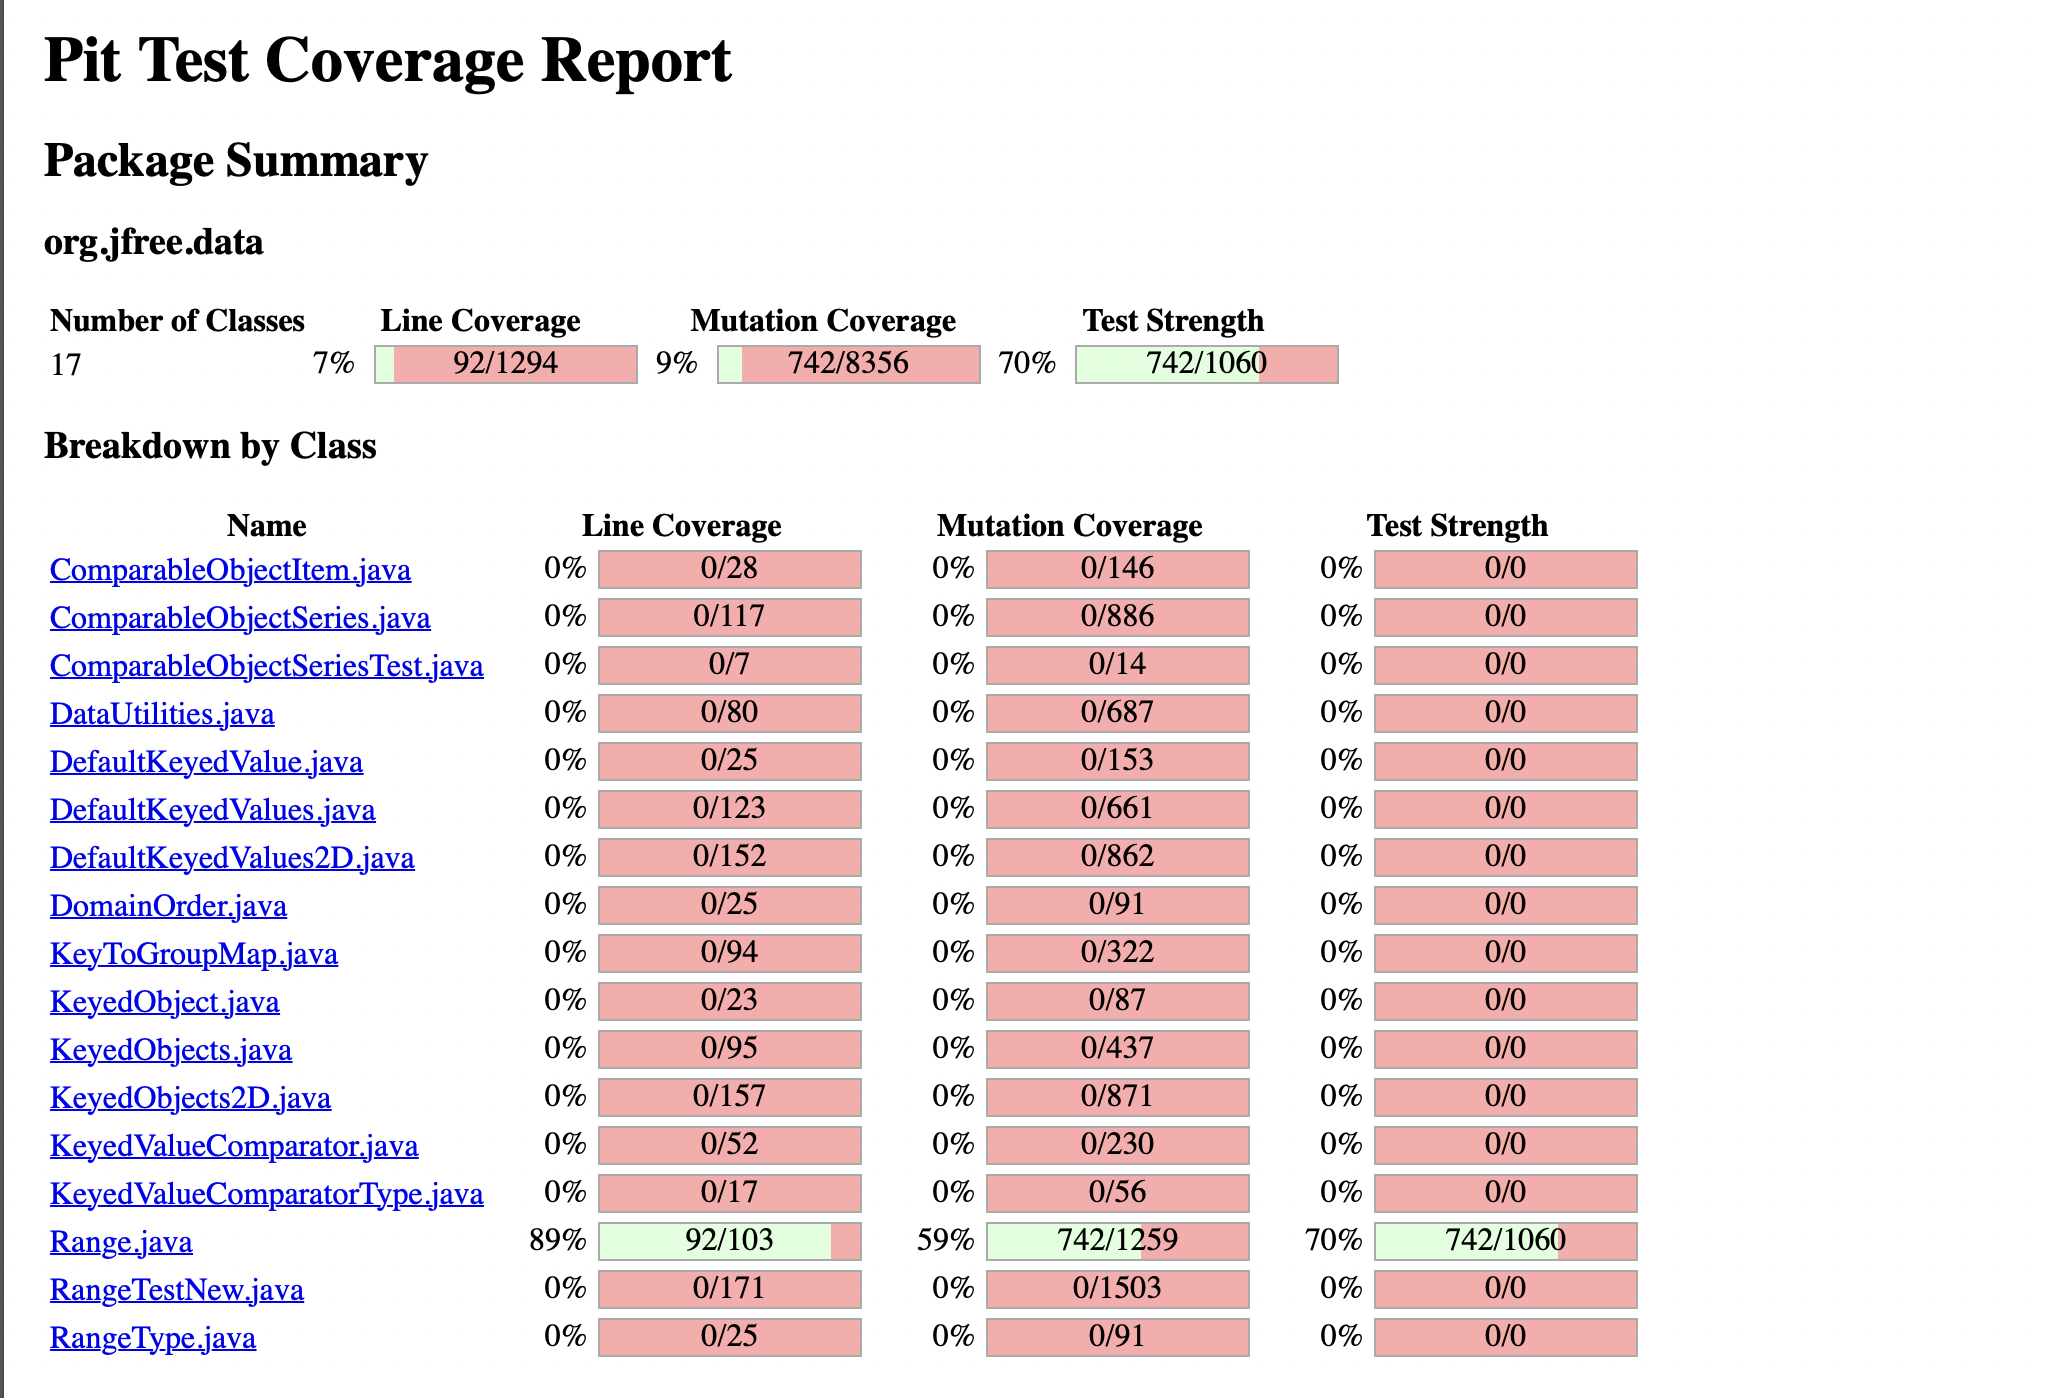 Pit Test Coverage Report
Package Summary
org.jfree.data
Number of Classes Line Coverage Mutation Coverage Test Strength
17 7% 92/1294 9% 742/8356 70% 742/1060
Breakdown by Class
Name Line Coverage Mutation Coverage Test Strength
ComparableObjectItem.java 0% 0/28 0% 0/146 0% 0/0
ComparableObjectSeries.java 0% 0/117 0% 0/886 0% 0/0
ComparableObjectSeriesTest.java 0% 0/7 0% 0/14 0% 0/0
DataUtilities.java 0% 0/80 0% 0/687 0% 0/0
DefaultKeyedValue.java 0% 0/25 0% 0/153 0% 0/0
DefaultKeyedValues.java 0% 0/123 0% 0/661 0% 0/0
DefaultKeyedValues2D.java 0% 0/152 0% 0/862 0% 0/0
DomainOrder.java 0% 0/25 0% 0/91 0% 0/0
KeyToGroupMap.java 0% 0/94 0% 0/322 0% 0/0
KeyedObject.java 0% 0/23 0% 0/87 0% 0/0
KeyedObjects.java 0% 0/95 0% 0/437 0% 0/0
KeyedObjects2D.java 0% 0/157 0% 0/871 0% 0/0
KeyedValueComparator.java 0% 0/52 0% 0/230 0% 0/0
KeyedValueComparatorType.java 0% 0/17 0% 0/56 0% 0/0
Range.java 89% 92/103 59% 742/1259 70% 742/1060
RangeTestNew.java 0% 0/171 0% 0/1503 0% 0/0
RangeType.java 0% 0/25 0% 0/91 0% 0/0